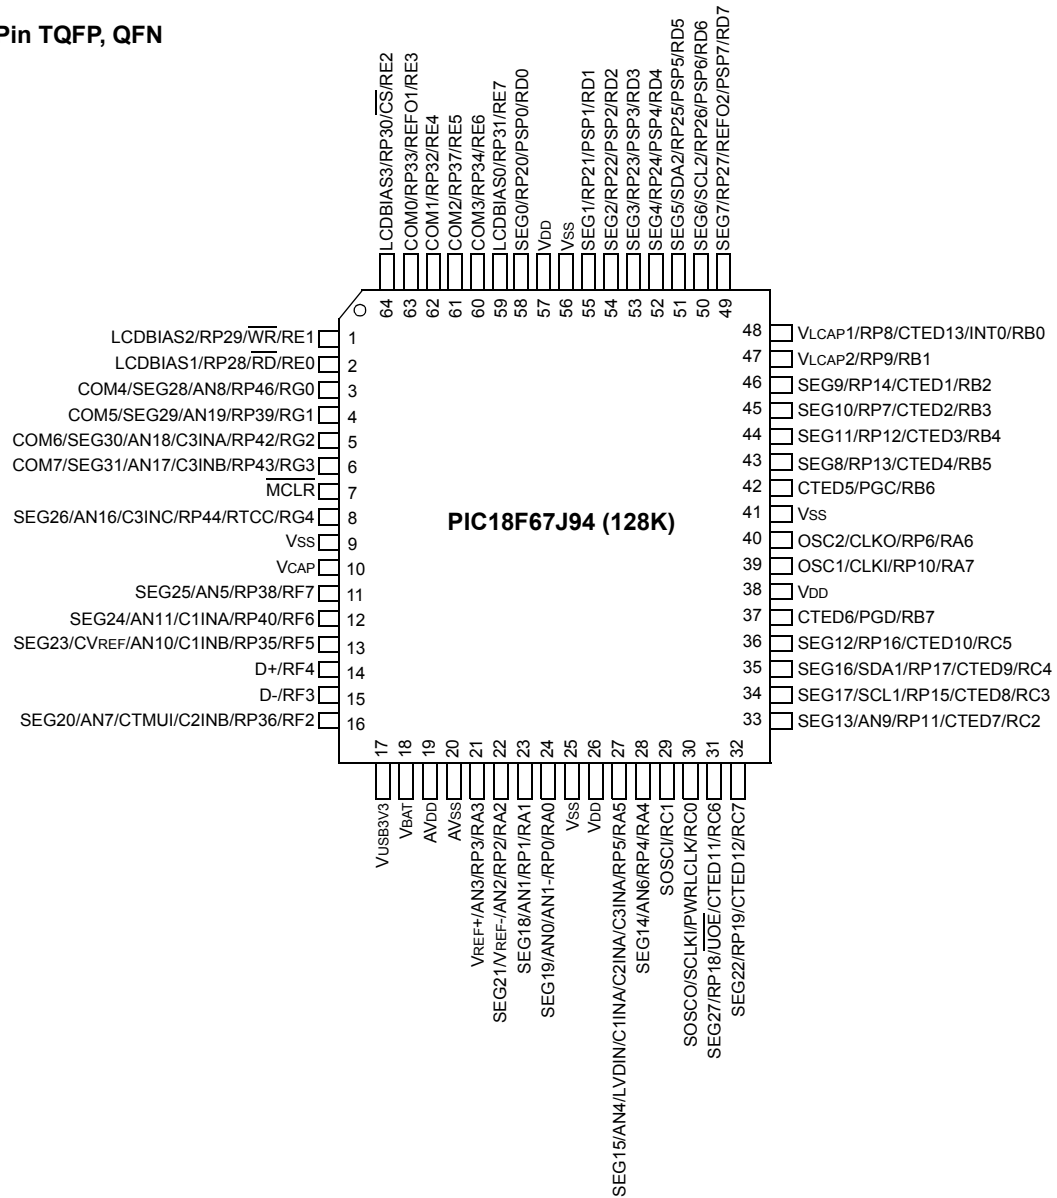 Pin TQFP, QFN
LCDBIAS3/RP30/CS/RE2
COM0/RP33/REFO1/RE3
COM1/RP32/RE4
COM2/RP37/RE5
COM3/RP34/RE6
LCDBIAS0/RP31/RE7
SEG0/RP20/PSP0/RD0
VDD
VSS
SEG1/RP21/PSP1/RD1
SEG2/RP22/PSP2/RD2
SEG3/RP23/PSP3/RD3
SEG4/RP24/PSP4/RD4
SEG5/SDA2/RP25/PSP5/RD5
SEG6/SCL2/RP26/PSP6/RD6
SEG7/RP27/REFO2/PSP7/RD7
64
63
62
61
60
59
58
57
56
55
54
53
52
51
50
49
LCDBIAS2/RP29/WR/RE1 1
LCDBIAS1/RP28/RD/RE0 2
COM4/SEG28/AN8/RP46/RG0 3
COM5/SEG29/AN19/RP39/RG1 4
COM6/SEG30/AN18/C3INA/RP42/RG2 5
COM7/SEG31/AN17/C3INB/RP43/RG3 6
MCLR 7
SEG26/AN16/C3INC/RP44/RTCC/RG4 8
VSS 9
VCAP 10
SEG25/AN5/RP38/RF7 11
SEG24/AN11/C1INA/RP40/RF6 12
SEG23/CVREF/AN10/C1INB/RP35/RF5 13
D+/RF4 14
D-/RF3 15
SEG20/AN7/CTMUI/C2INB/RP36/RF2 16
PIC18F67J94 (128K)
48 VLCAP1/RP8/CTED13/INT0/RB0
47 VLCAP2/RP9/RB1
46 SEG9/RP14/CTED1/RB2
45 SEG10/RP7/CTED2/RB3
44 SEG11/RP12/CTED3/RB4
43 SEG8/RP13/CTED4/RB5
42 CTED5/PGC/RB6
41 VSS
40 OSC2/CLKO/RP6/RA6
39 OSC1/CLKI/RP10/RA7
38 VDD
37 CTED6/PGD/RB7
36 SEG12/RP16/CTED10/RC5
35 SEG16/SDA1/RP17/CTED9/RC4
34 SEG17/SCL1/RP15/CTED8/RC3
33 SEG13/AN9/RP11/CTED7/RC2
17
18
19
20
21
22
23
24
25
26
27
28
29
30
31
32
VUSB3V3
VBAT
AVDD
AVSS
VREF+/AN3/RP3/RA3
SEG21/VREF-/AN2/RP2/RA2
SEG18/AN1/RP1/RA1
SEG19/AN0/AN1-/RP0/RA0
VSS
VDD
SEG15/AN4/LVDIN/C1INA/C2INA/C3INA/RP5/RA5
SEG14/AN6/RP4/RA4
SOSCI/RC1
SOSCO/SCLKI/PWRLCLK/RC0
SEG27/RP18/UOE/CTED11/RC6
SEG22/RP19/CTED12/RC7